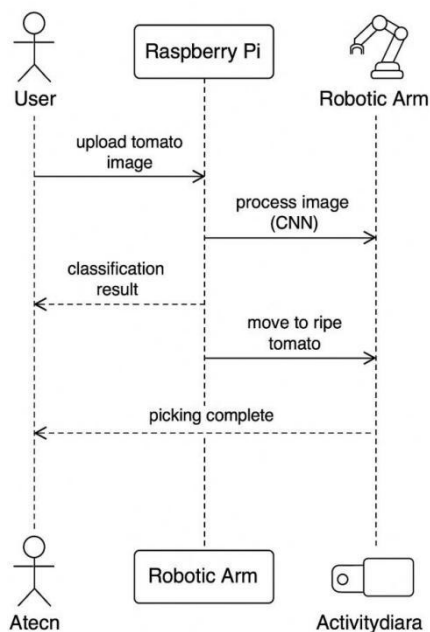 User
Raspberry Pi
Robotic Arm
upload tomato
image
process image
(CNN)
classification
result
move to ripe
tomato
picking complete
Atecn
Robotic Arm
Activitydiara